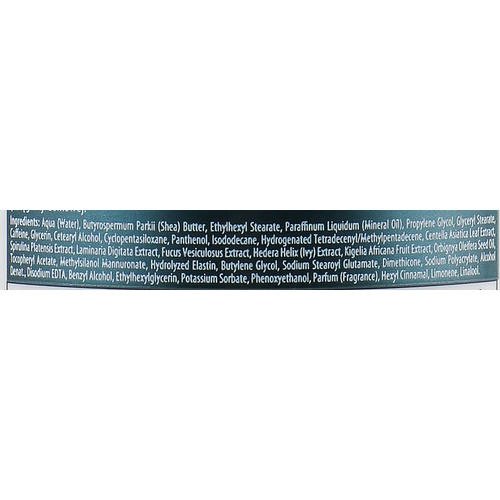 Ingredients: Aqua (Water), Butyrospermum Parkii (Shea) Butter, Ethylhexyl Stearate, Paraffinum Liquidum (Mineral Oil), Propylene Glycol, Glyceryl Stearate,
Caffeine, Glycerin, Cetearyl Alcohol, Cyclopentasiloxane, Panthenol, Isododecane, Hydrogenated Tetradecenyl/Methylpentadecene, Centella Asiatica Leaf Extract,
Spirulina Platensis Extract, Laminaria Digitata Extract, Fucus Vesiculosus Extract, Hedera Helix (Ivy) Extract, Kigelia Africana Fruit Extract, Orbignya Oleifera Seed Oil,
Tocopheryl Acetate, Methylsilanol Mannuronate, Hydrolyzed Elastin, Butylene Glycol, Sodium Stearoyl Glutamate, Dimethicone, Sodium Polyacrylate, Alcohol
Denat., Disodium EDTA, Benzyl Alcohol, Ethylhexylglycerin, Potassium Sorbate, Phenoxyethanol, Parfum (Fragrance), Hexyl Cinnamal, Limonene, Linalool.